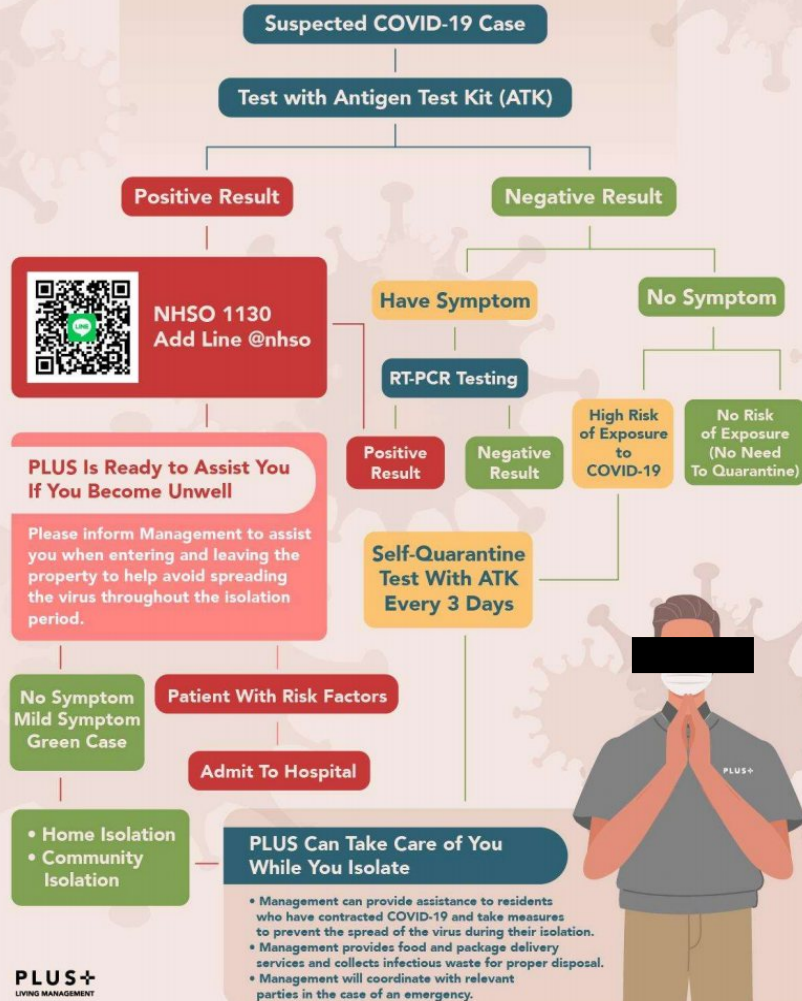 Suspected COVID-19 Case
Test with Antigen Test Kit (ATK)
Positive Result
Negative Result
LINE
NHSO 1130
Add Line @nhso
Have Symptom
No Symptom
RT-PCR Testing
Positive
Result
Negative
Result
High Risk
of Exposure
to
COVID-19
No Risk
of Exposure
(No Need
To Quarantine)
PLUS Is Ready to Assist You
If You Become Unwell
Please inform Management to assist
you when entering and leaving the
property to help avoid spreading
the virus throughout the isolation
period.
Self-Quarantine
Test With ATK
Every 3 Days
No Symptom
Mild Symptom
Green Case
Patient With Risk Factors
Admit To Hospital
PLUS+
• Home Isolation
• Community
Isolation
PLUS Can Take Care of You
While You Isolate
• Management can provide assistance to residents
who have contracted COVID-19 and take measures
to prevent the spread of the virus during their isolation.
• Management provides food and package delivery
services and collects infectious waste for proper disposal.
• Management will coordinate with relevant
parties in the case of an emergency.
PLUS+
LIVING MANAGEMENT